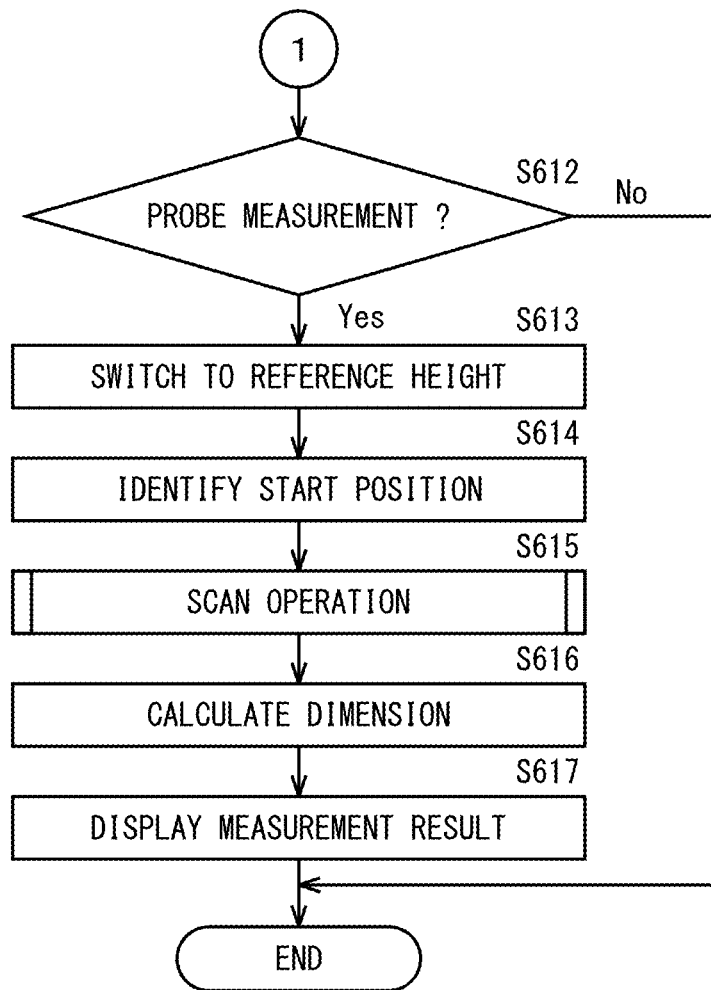 1
S612
PROBE MEASUREMENT ?
No
Yes
S613
SWITCH TO REFERENCE HEIGHT
S614
IDENTIFY START POSITION
S615
SCAN OPERATION
S616
CALCULATE DIMENSION
S617
DISPLAY MEASUREMENT RESULT
END